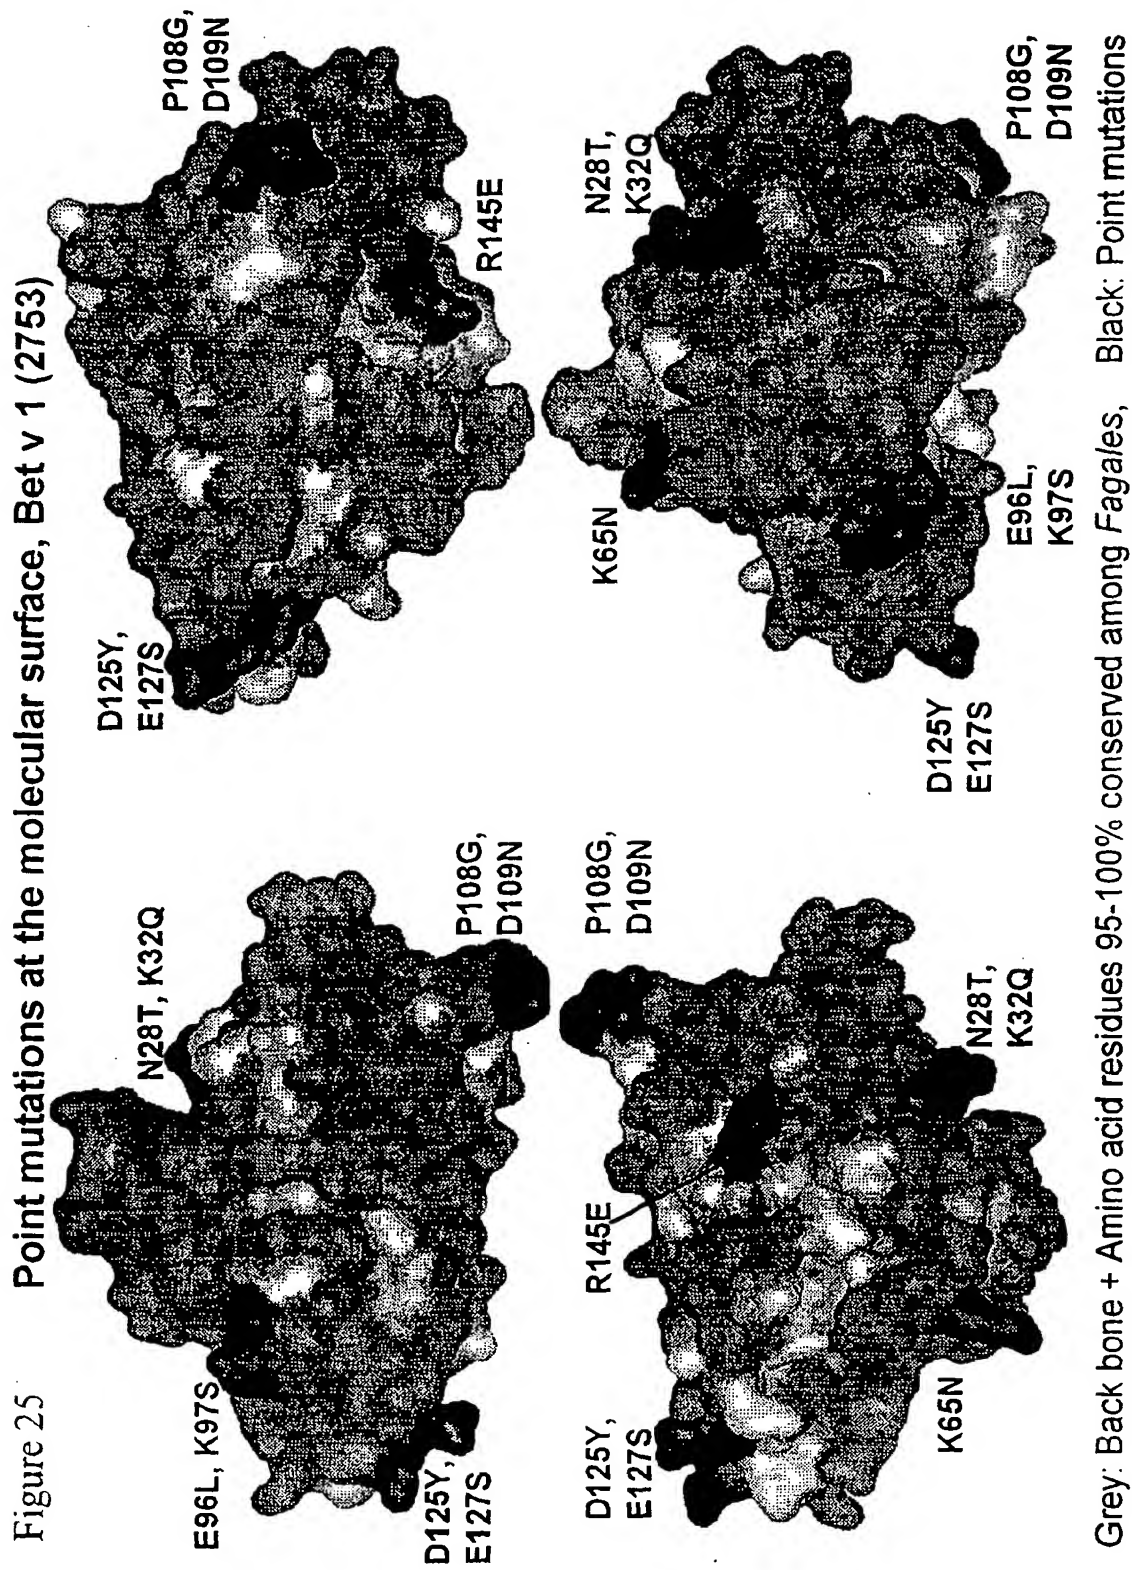 Figure 25
Point mutations at the molecular surface, Bet v 1 (2753)
E96L, K97S
N28T, K32Q
D125Y,
E127S
P108G,
D109N
D125Y,
E127S
P108G,
D109N
R145E
D125Y,
E127S
R145E
P108G,
D109N
K65N
N28T,
K32Q
K65N
N28T,
K32Q
D125Y
E127S
E96L,
K97S
P108G,
D109N
Grey: Back bone + Amino acid residues 95-100% conserved among Fagales,
Black: Point mutations